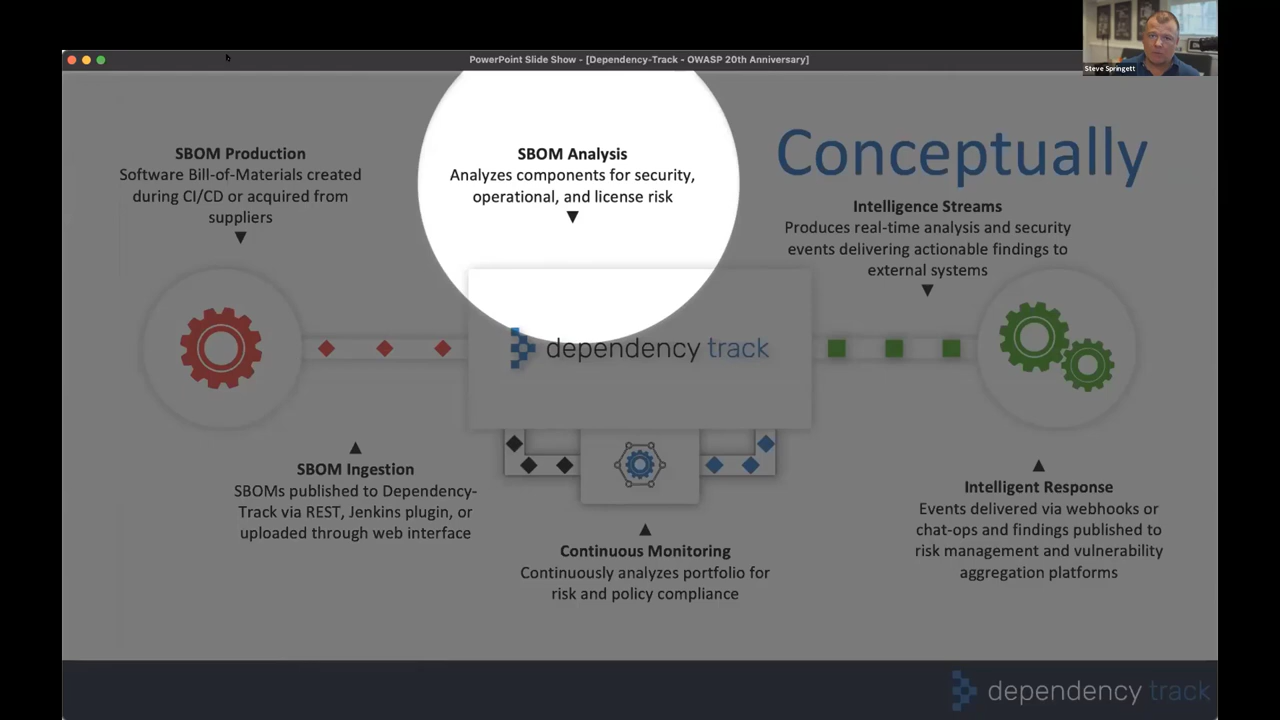 PowerPoint Slide Show - [Dependency-Track - OWASP 20th Anniversary]
Steve Springett
Conceptually
SBOM Production
Software Bill-of-Materials created
during CI/CD or acquired from
suppliers
SBOM Analysis
Analyzes components for security,
operational, and license risk
Intelligence Streams
Produces real-time analysis and security
events delivering actionable findings to
external systems
dependency track
SBOM Ingestion
SBOMs published to Dependency-
Track via REST, Jenkins plugin, or
uploaded through web interface
Continuous Monitoring
Continuously analyzes portfolio for
risk and policy compliance
Intelligent Response
Events delivered via webhooks or
chat-ops and findings published to
risk management and vulnerability
aggregation platforms
dependency track